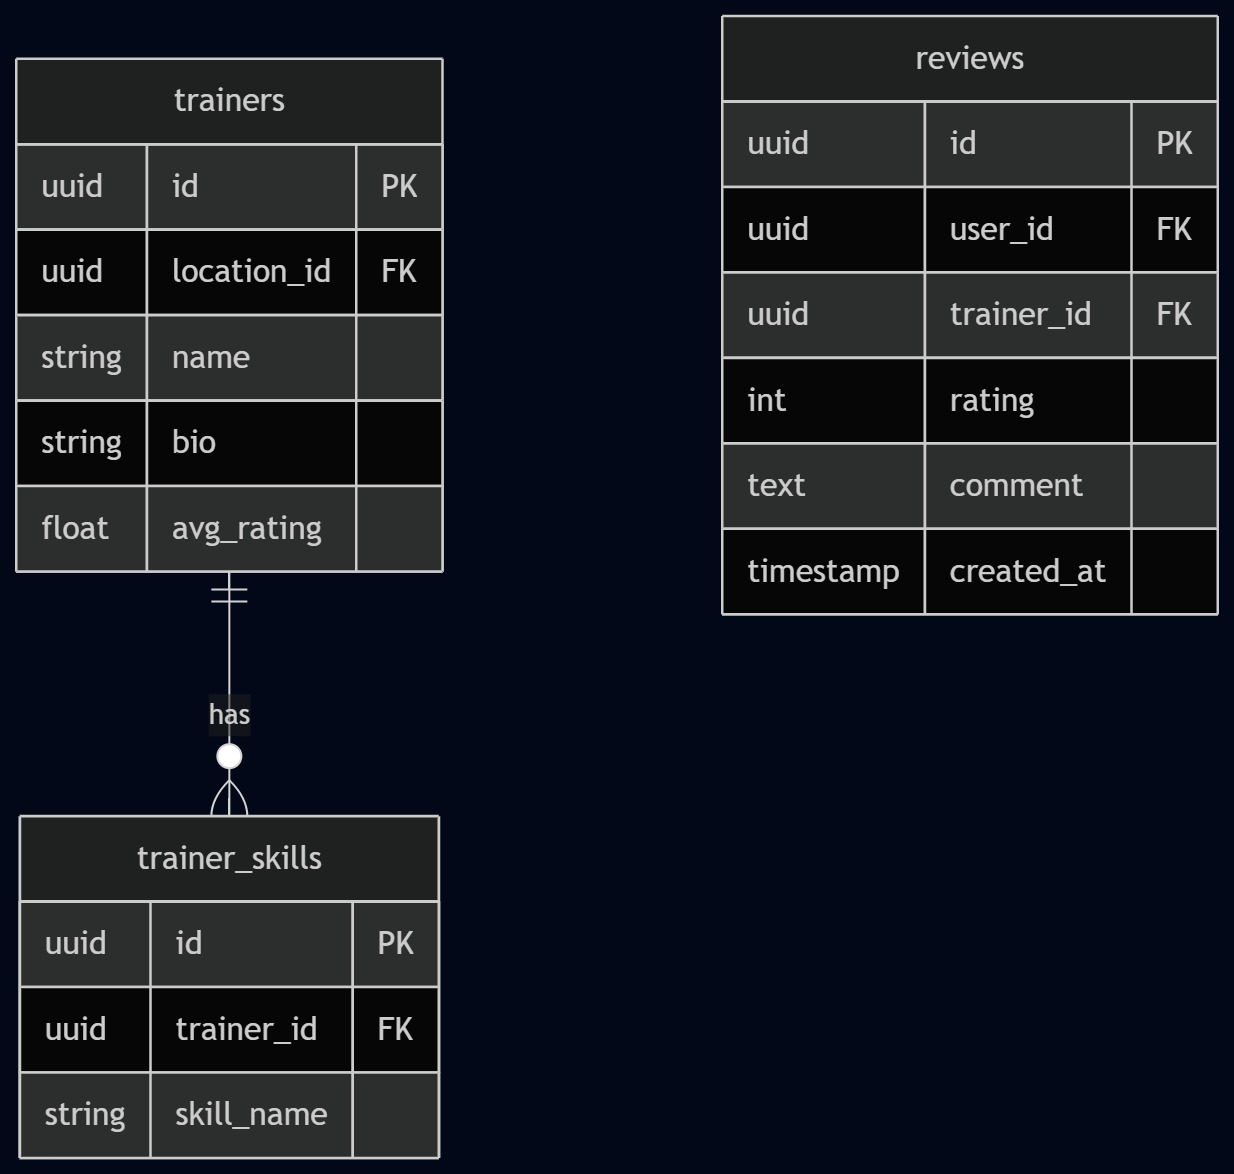 trainers
uuid id PK
uuid location_id FK
string name
string bio
float avg_rating
has
trainer_skills
uuid id PK
uuid trainer_id FK
string skill_name
reviews
uuid id PK
uuid user_id FK
uuid trainer_id FK
int rating
text comment
timestamp created_at